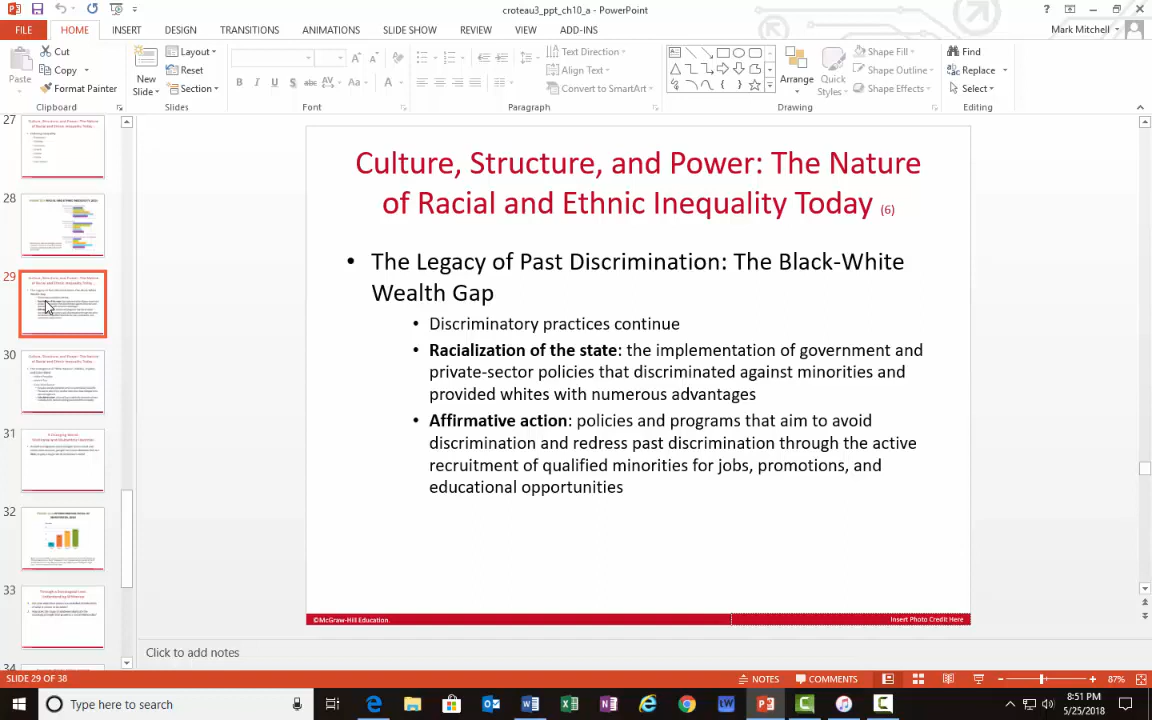 croteau3_ppt_ch10_a - PowerPoint
FILE HOME INSERT DESIGN TRANSITIONS ANIMATIONS SLIDE SHOW REVIEW VIEW ADD-INS Mark Mitchell
Paste
Cut
Copy
Format Painter
Clipboard
New Slide
Layout
Reset
Section
Slides
B I U S abc AV Aa A
Font
Text Direction
Align Text
Convert to SmartArt
Paragraph
Arrange
Quick Styles
Shape Fill
Shape Outline
Shape Effects
Drawing
Find
Replace
Select
Editing
27
28
29
30
31
32
33
34
Culture, Structure, and Power: The Nature
of Racial and Ethnic Inequality Today (6)
• The Legacy of Past Discrimination: The Black-White
Wealth Gap
• Discriminatory practices continue
• Racialization of the state: the implementation of government and
private-sector policies that discriminated against minorities and
provided whites with numerous advantages
• Affirmative action: policies and programs that aim to avoid
discrimination and redress past discrimination through the active
recruitment of qualified minorities for jobs, promotions, and
educational opportunities
©McGraw-Hill Education.
Insert Photo Credit Here
Click to add notes
SLIDE 29 OF 38 NOTES COMMENTS 87%
Type here to search
8:51 PM
5/25/2018